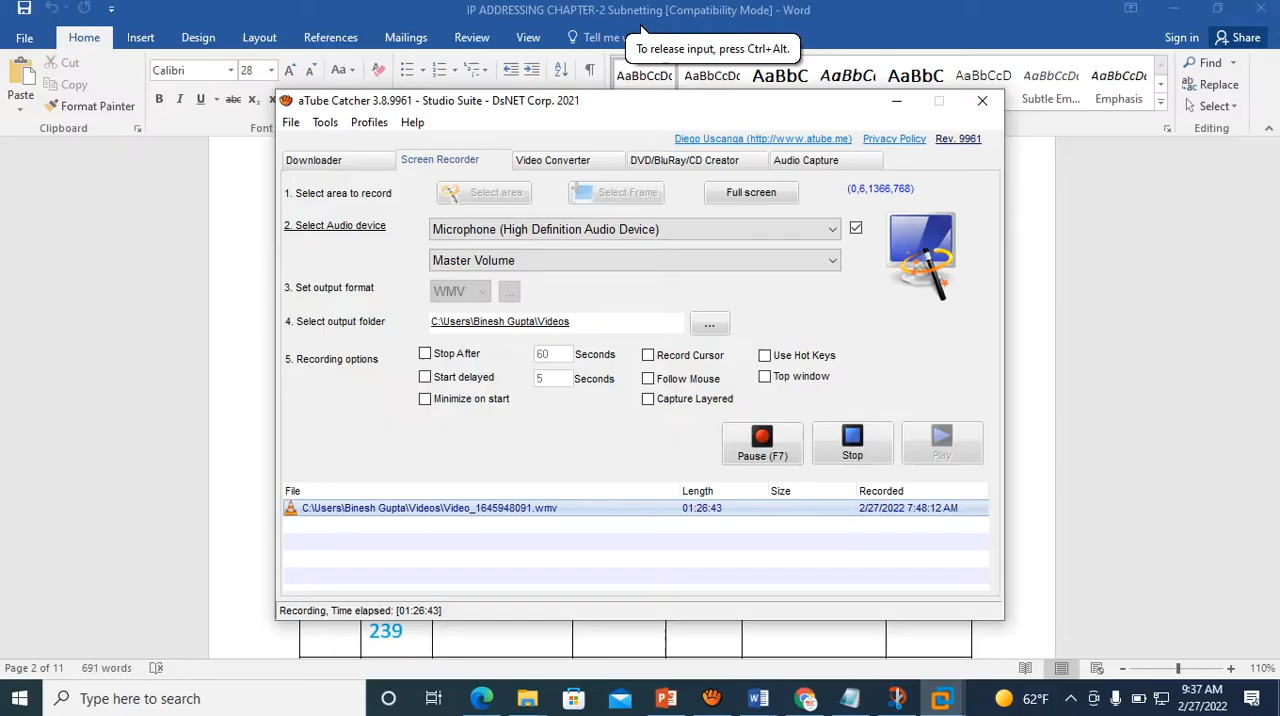 IP ADDRESSING CHAPTER-2 Subnetting [Compatibility Mode] - Word
File Home Insert Design Layout References Mailings Review View Tell me Sign in Share
To release input, press Ctrl+Alt.
Cut
Copy
Paste
Format Painter
Clipboard
Calibri 28
B I U abc
Font
AaBbCcDc AaBbCcDc AaBbC AaBbCc AaBbC AaBbCcDc AaBbCcDc AaBbCcDc
Subtle Em... Emphasis
Find
Replace
Select
Editing
aTube Catcher 3.8.9961 - Studio Suite - DsNET Corp. 2021
File Tools Profiles Help
Diego Uscanga (http://www.atube.me) Privacy Policy Rev. 9961
Downloader Screen Recorder Video Converter DVD/BluRay/CD Creator Audio Capture
1. Select area to record Select area Select Frame Full screen (0,6,1366,768)
2. Select Audio device Microphone (High Definition Audio Device)
Master Volume
3. Set output format WMV ...
4. Select output folder C:\Users\Binesh Gupta\Videos ...
5. Recording options Stop After 60 Seconds Record Cursor Use Hot Keys
Start delayed 5 Seconds Follow Mouse Top window
Minimize on start Capture Layered
Pause (F7) Stop Play
File Length Size Recorded
C:\Users\Binesh Gupta\Videos\Video_1645948091.wmv 01:26:43 2/27/2022 7:48:12 AM
Recording, Time elapsed: [01:26:43]
239
Page 2 of 11 691 words 110%
Type here to search 62°F 9:37 AM
2/27/2022